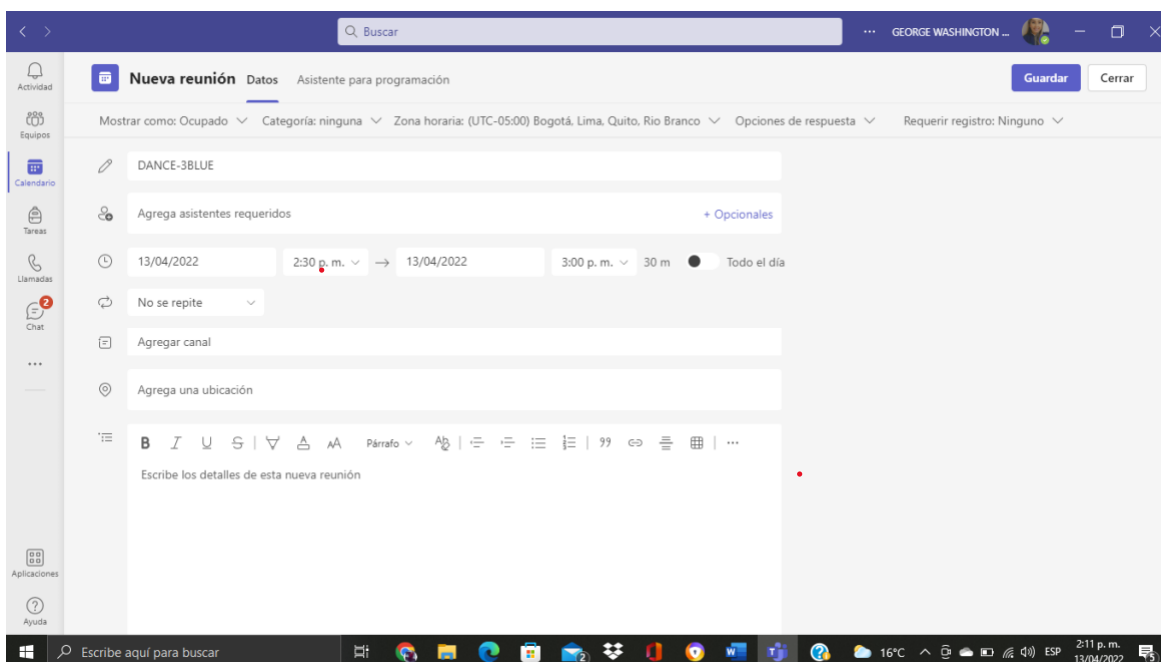 Buscar
GEORGE WASHINGTON ...
Actividad
Equipos
Calendario
Tareas
Llamadas
2
Chat
Aplicaciones
Ayuda
Nueva reunión Datos Asistente para programación
Guardar Cerrar
Mostrar como: Ocupado Categoría: ninguna Zona horaria: (UTC-05:00) Bogotá, Lima, Quito, Rio Branco Opciones de respuesta Requerir registro: Ninguno
DANCE-3BLUE
Agrega asistentes requeridos + Opcionales
13/04/2022 2:30 p. m. → 13/04/2022 3:00 p. m. 30 m Todo el día
No se repite
Agregar canal
Agrega una ubicación
B I U S A AA Párrafo
Escribe los detalles de esta nueva reunión
Escribe aquí para buscar
16°C ESP 2:11 p. m.
13/04/2022